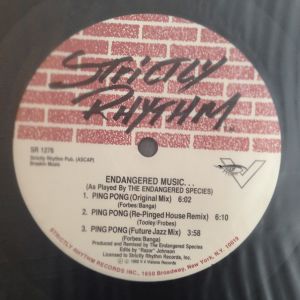 STRICTLY
RHYTHM
SR 1276
Strictly Rhythm Pub. (ASCAP)
Breakin Music
ENDANGERED MUSIC...
(As Played By THE ENDANGERED SPECIES)
1. PING PONG (Original Mix) 6:02
(Forbes/Banga)
2. PING PONG (Re-Pinged House Remix) 6:10
(Tooley/Frobes)
3. PING PONG (Future Jazz Mix) 3:58
(Forbes/Banga)
Produced and Remixed by The Endangered Species
Edits by "Razor" Johnson
Licensed to Strictly Rhythm Records, Inc.
STRICTLY RHYTHM RECORDS INC. 1650 Broadway, New York, N.Y. 10019